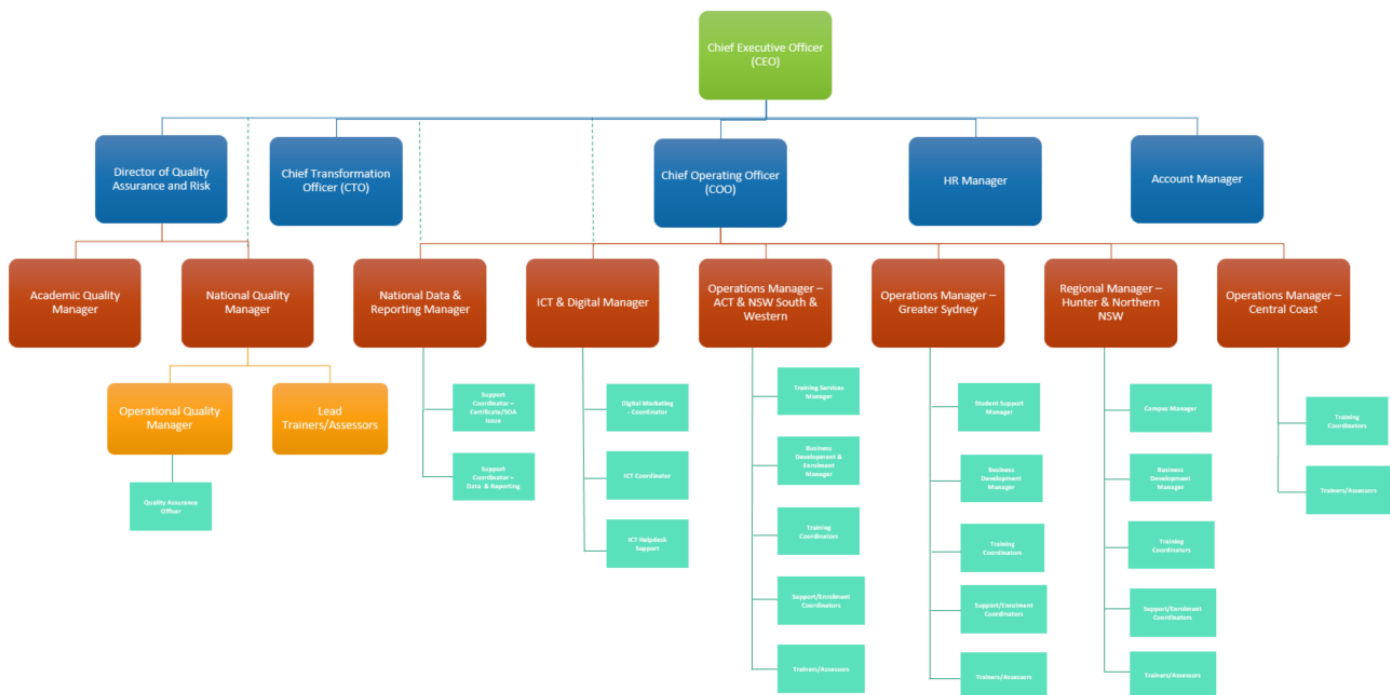 Chief Executive Officer
(CEO)
Director of Quality
Assurance and Risk
Chief Transformation
Officer (CTO)
Chief Operating Officer
(COO)
HR Manager
Account Manager
Academic Quality
Manager
National Quality
Manager
National Data &
Reporting Manager
ICT & Digital Manager
Operations Manager –
ACT & NSW South &
Western
Operations Manager –
Greater Sydney
Regional Manager –
Hunter & Northern
NSW
Operations Manager –
Central Coast
Operational Quality
Manager
Lead
Trainers/Assessors
Quality Assurance
Officer
Support
Coordinator –
Certificate/SOA
Issue
Support
Coordinator –
Data & Reporting
Digital Marketing
- Coordinator
ICT Coordinator
ICT Helpdesk
Support
Training Services
Manager
Business
Development &
Enrolment Manager
Training
Coordinators
Support/Enrolment
Coordinators
Trainers/Assessors
Student Support
Manager
Business
Development
Manager
Training
Coordinators
Support/Enrolment
Coordinators
Trainers/Assessors
Campus Manager
Business
Development
Manager
Training
Coordinators
Support/Enrolment
Coordinators
Trainers/Assessors
Training
Coordinators
Trainers/Assessors